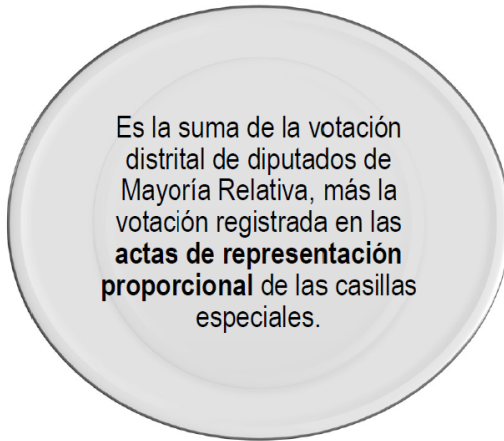 Es la suma de la votación
distrital de diputados de
Mayoría Relativa, más la
votación registrada en las
actas de representación
proporcional de las casillas
especiales.